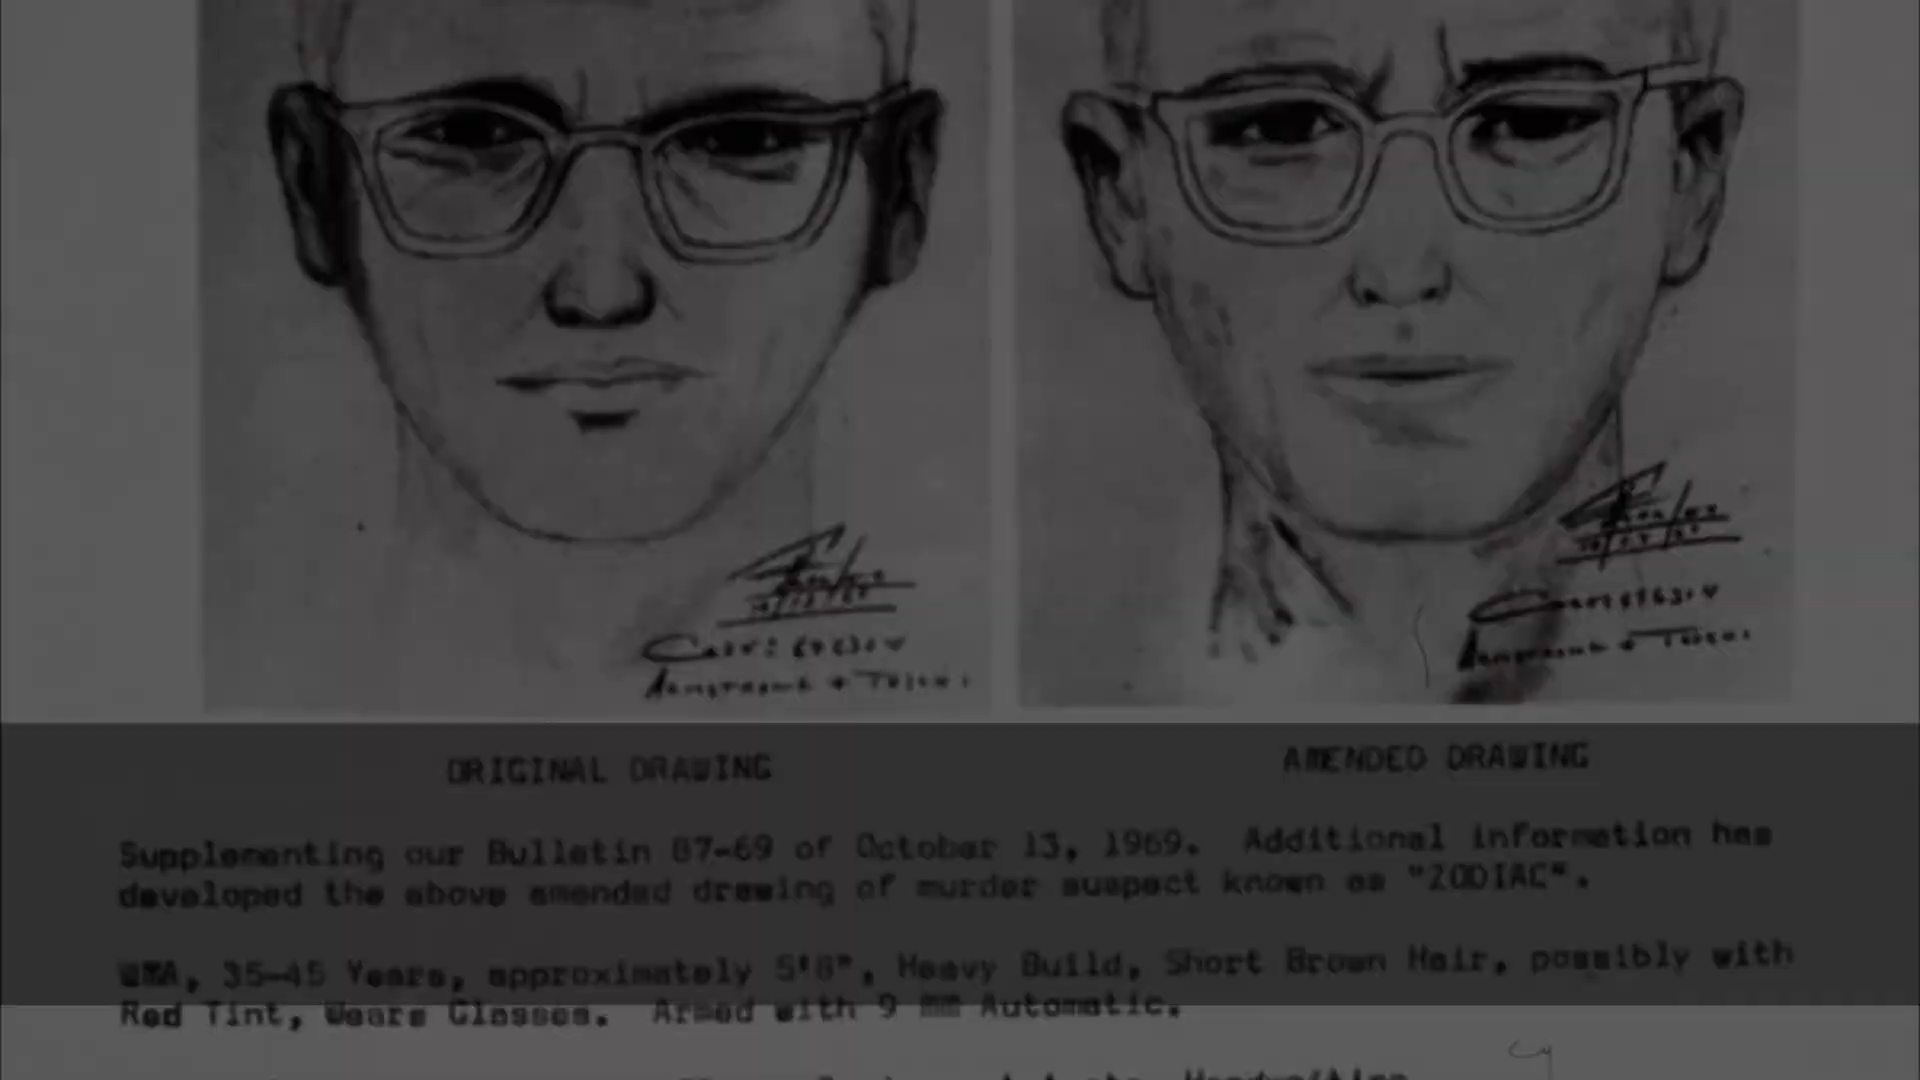 ORIGINAL DRAWING
AMENDED DRAWING
Supplementing our Bulletin 87-69 of October 13, 1969. Additional information has
developed the above amended drawing of murder suspect known as "ZODIAC".
WMA, 35-45 Years, approximately 5'8", Heavy Build, Short Brown Hair, possibly with
Red Tint, Wears Glasses. Armed with 9 mm Automatic.